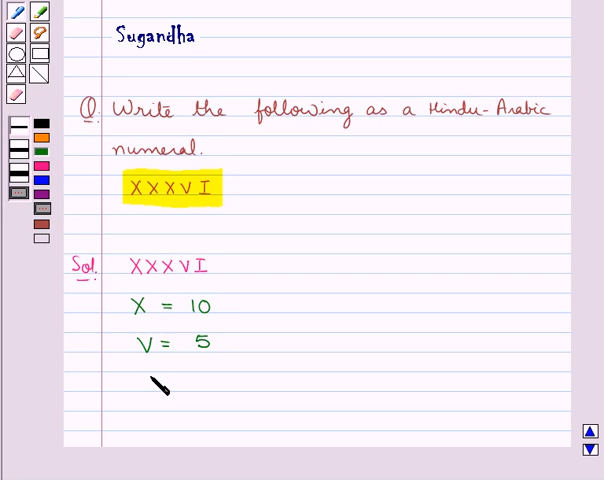 Sugandha
Q. Write the following as a Hindu-Arabic
numeral.
XXXVI
Sol. XXXVI
X = 10
V = 5